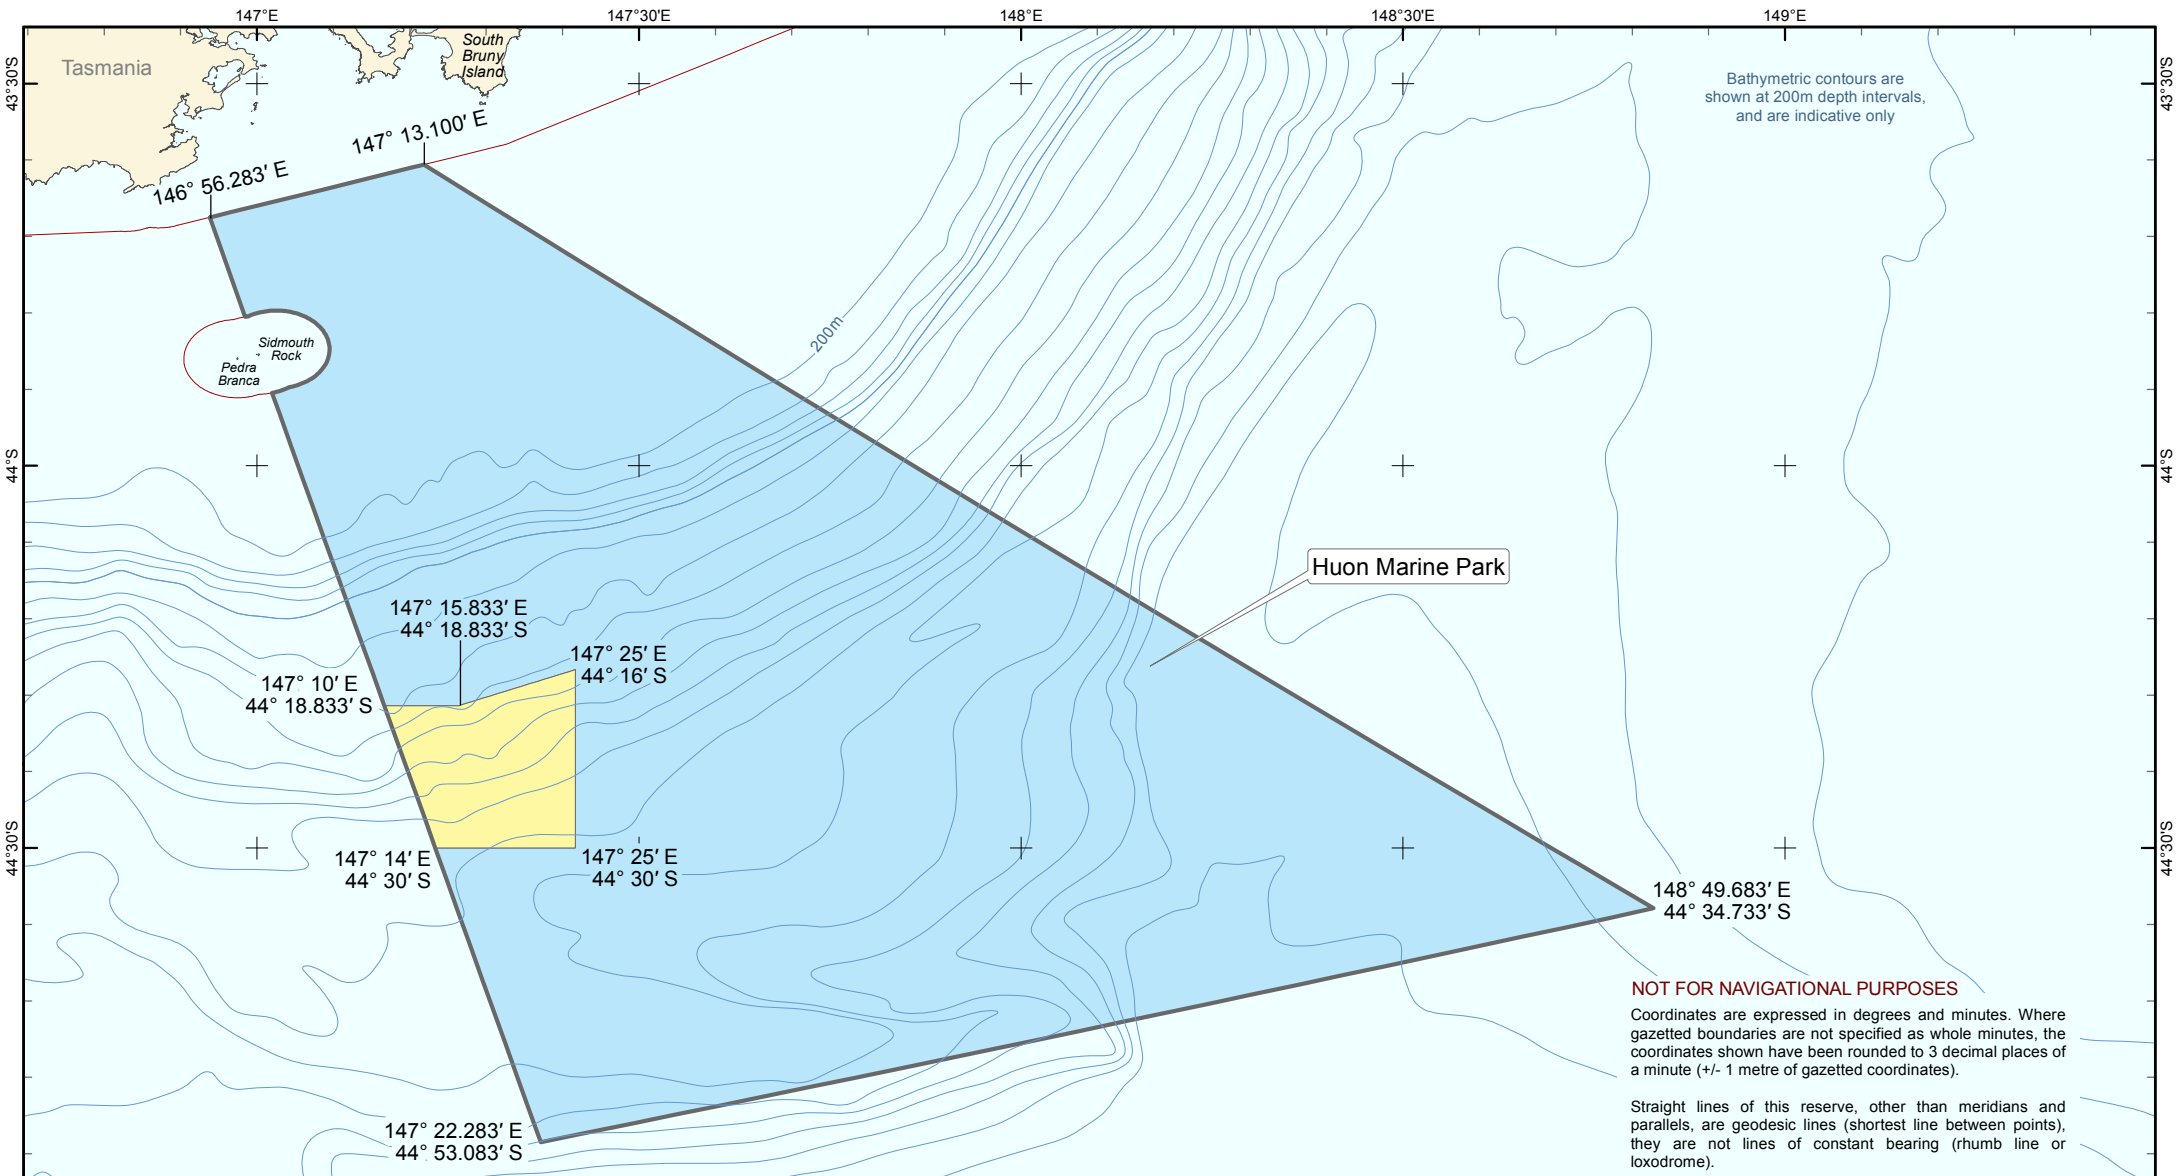 147°E
147°30'E
148°E
148°30'E
149°E
43°30'S
43°30'S
Tasmania
South
Bruny
Island
Bathymetric contours are
shown at 200m depth intervals,
and are indicative only
147° 13.100' E
146° 56.283' E
200m
Sidmouth
Rock
Pedra
Branca
44°S
44°S
Huon Marine Park
147° 15.833' E
44° 18.833' S
147° 25' E
44° 16' S
147° 10' E
44° 18.833' S
44°30'S
44°30'S
147° 14' E
44° 30' S
147° 25' E
44° 30' S
148° 49.683' E
44° 34.733' S
147° 22.283' E
44° 53.083' S
NOT FOR NAVIGATIONAL PURPOSES
Coordinates are expressed in degrees and minutes. Where
gazetted boundaries are not specified as whole minutes, the
coordinates shown have been rounded to 3 decimal places of
a minute (+/- 1 metre of gazetted coordinates).
Straight lines of this reserve, other than meridians and
parallels, are geodesic lines (shortest line between points),
they are not lines of constant bearing (rhumb line or
loxodrome).